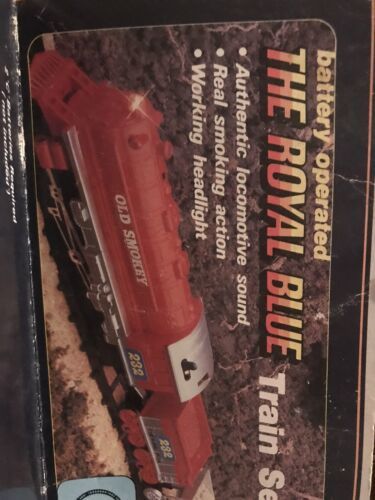 battery operated
THE ROYAL BLUE Train Se
• Authentic locomotive sound
• Real smoking action
• Working headlight
OLD SMOKEY
232
232